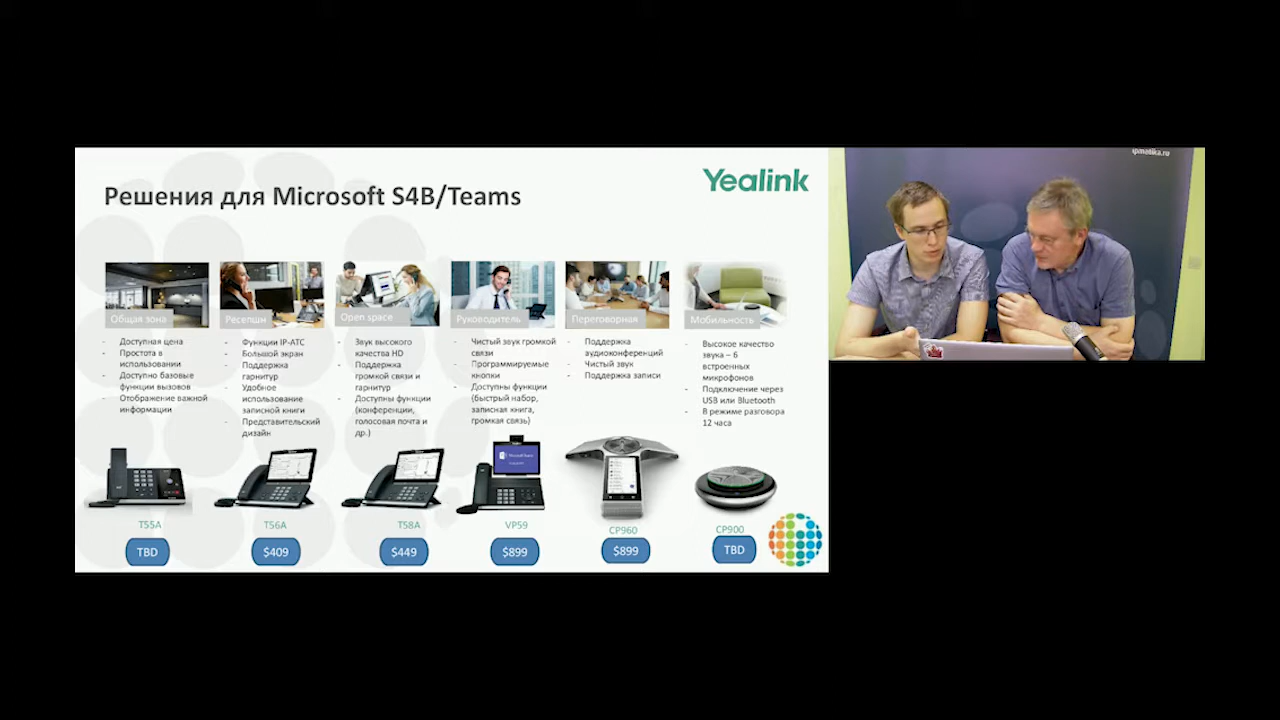 ipmatika.ru
Yealink
Решения для Microsoft S4B/Teams
Общая зона
- Доступная цена
- Простота в
использовании
- Доступно базовые
функции вызовов
- Отображение важной
информации
T55A
TBD
Ресепшн
- Функции IP-АТС
- Большой экран
- Поддержка
гарнитур
- Удобное
использование
записной книги
- Представительский
дизайн
T56A
$409
Open space
- Звук высокого
качества HD
- Поддержка
громкой связи и
гарнитур
- Доступны функции
(конференции,
голосовая почта и
др.)
T58A
$449
Руководитель
- Чистый звук громкой
связи
- Программируемые
кнопки
- Доступны функции
(быстрый набор,
записная книга,
громкая связь)
VP59
$899
Переговорная
- Поддержка
аудиоконференций
- Чистый звук
- Поддержка записи
CP960
$899
Мобильность
- Высокое качество
звука – 6
встроенных
микрофонов
- Подключение через
USB или Bluetooth
- В режиме разговора
12 часа
CP900
TBD